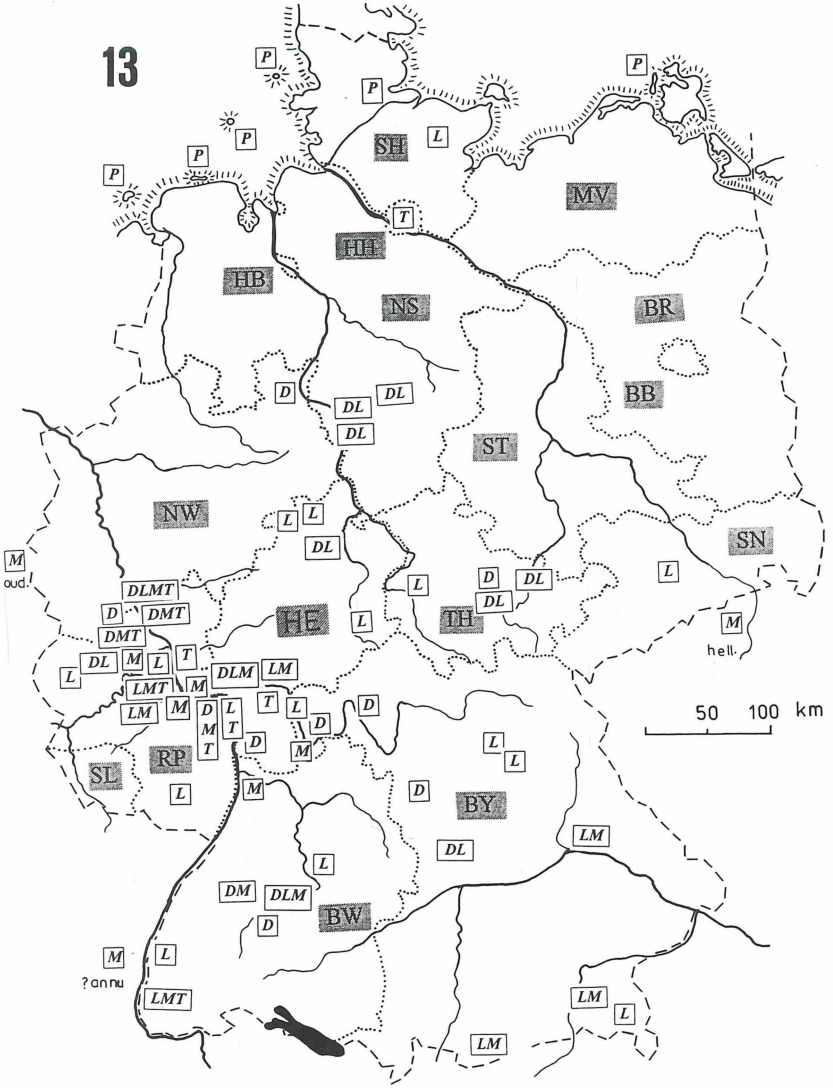 13
P
P
P
SH
L
P
P
P
MV
T
HH
HB
NS
BR
BB
D
DL
DL
DL
ST
NW
L
L
DL
SN
M
oud.
DLMT
D
DMT
DMT
HE
L
D
DL
DL
TH
L
L
M
hell.
DL
M
L
T
L
LMT
M
DLM
LM
LM
M
D
M
T
L
T
T
L
D
D
M
D
50 100 km
SL
RP
L
M
L
L
D
BY
DL
LM
L
DM
DLM
D
BW
M
?annu
L
LMT
LM
L
LM